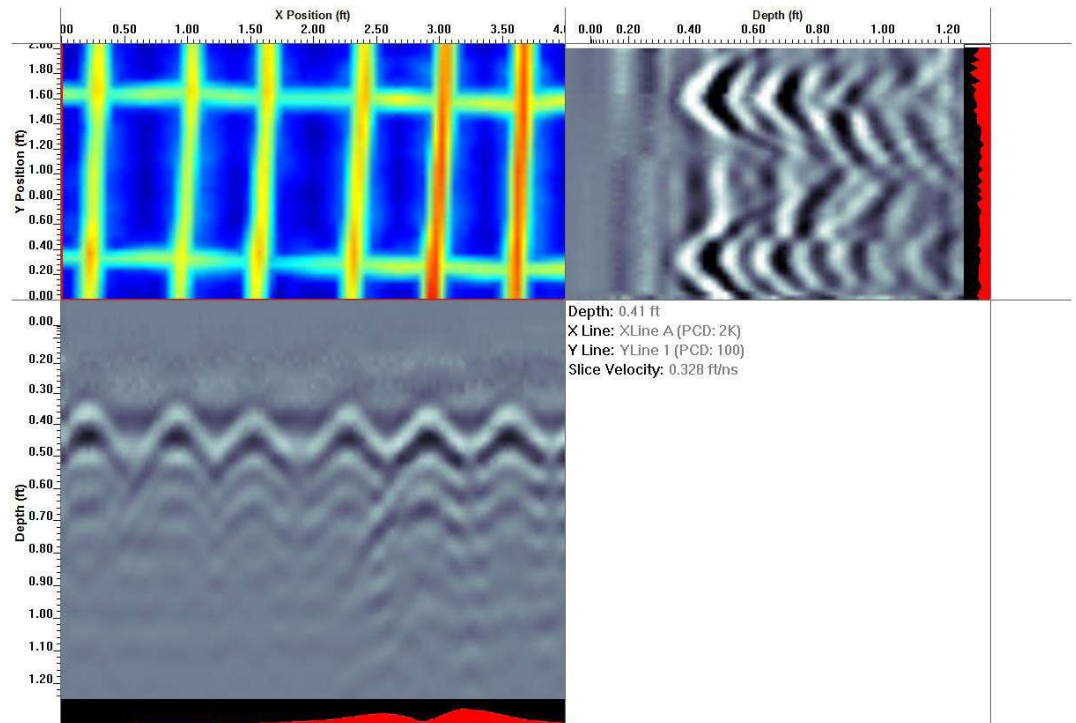 X Position (ft)
0.00 0.50 1.00 1.50 2.00 2.50 3.00 3.50 4.0
Depth (ft)
0.00 0.20 0.40 0.60 0.80 1.00 1.20
Y Position (ft)
2.00
1.80
1.60
1.40
1.20
1.00
0.80
0.60
0.40
0.20
0.00
Depth: 0.41 ft
X Line: XLine A (PCD: 2K)
Y Line: YLine 1 (PCD: 100)
Slice Velocity: 0.328 ft/ns
Depth (ft)
0.00
0.20
0.30
0.40
0.50
0.60
0.70
0.80
0.90
1.00
1.10
1.20